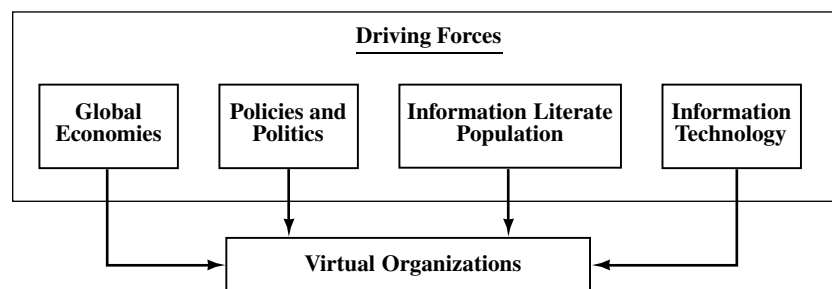 Driving Forces
Global
Economies
Policies and
Politics
Information Literate
Population
Information
Technology
Virtual Organizations